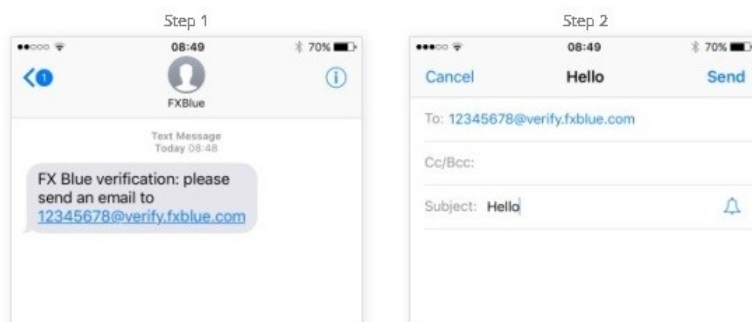 Step 1
08:49
70%
1
FXBlue
Text Message
Today 08:48
FX Blue verification: please
send an email to
12345678@verify.fxblue.com
Step 2
08:49
70%
Cancel
Hello
Send
To: 12345678@verify.fxblue.com
Cc/Bcc:
Subject: Hello